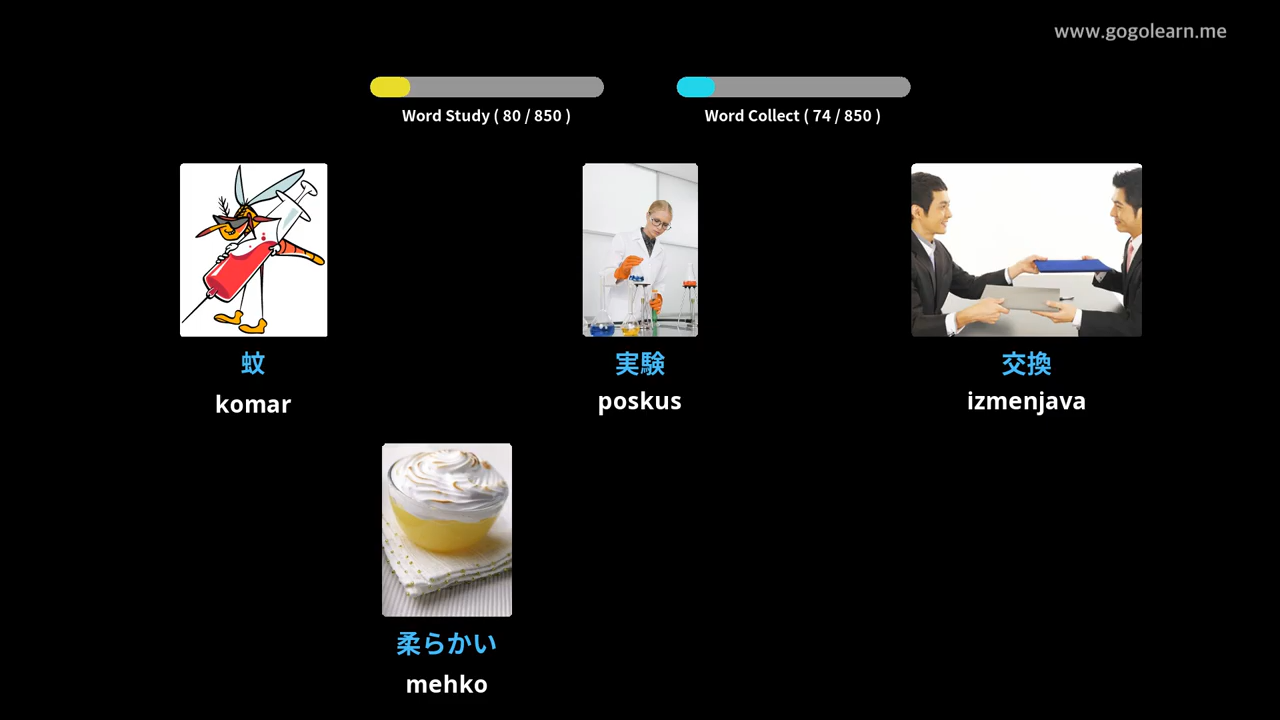 www.gogolearn.me
Word Study ( 80 / 850 )
Word Collect ( 74 / 850 )
蚊
komar
実験
poskus
交換
izmenjava
柔らかい
mehko